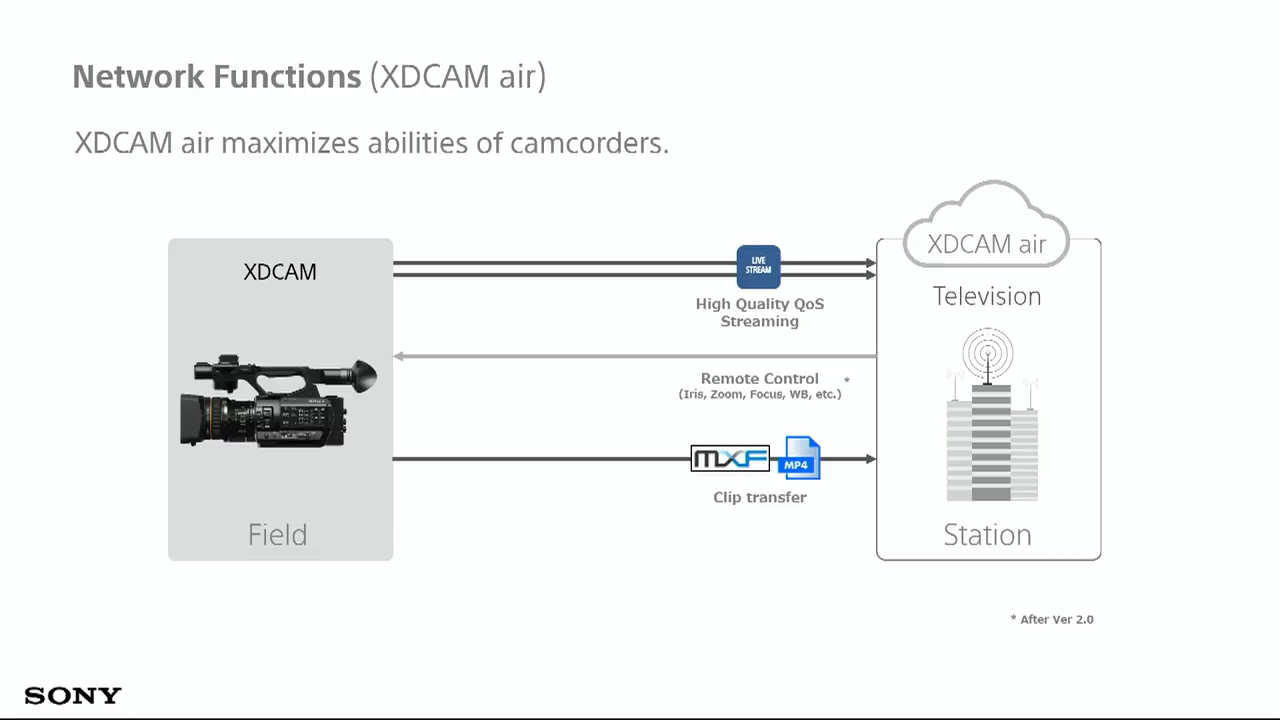 Network Functions (XDCAM air)
XDCAM air maximizes abilities of camcorders.
XDCAM
Field
LIVE
STREAM
High Quality QoS
Streaming
Remote Control *
(Iris, Zoom, Focus, WB, etc.)
MXF
MP4
Clip transfer
XDCAM air
Television
Station
* After Ver 2.0
SONY